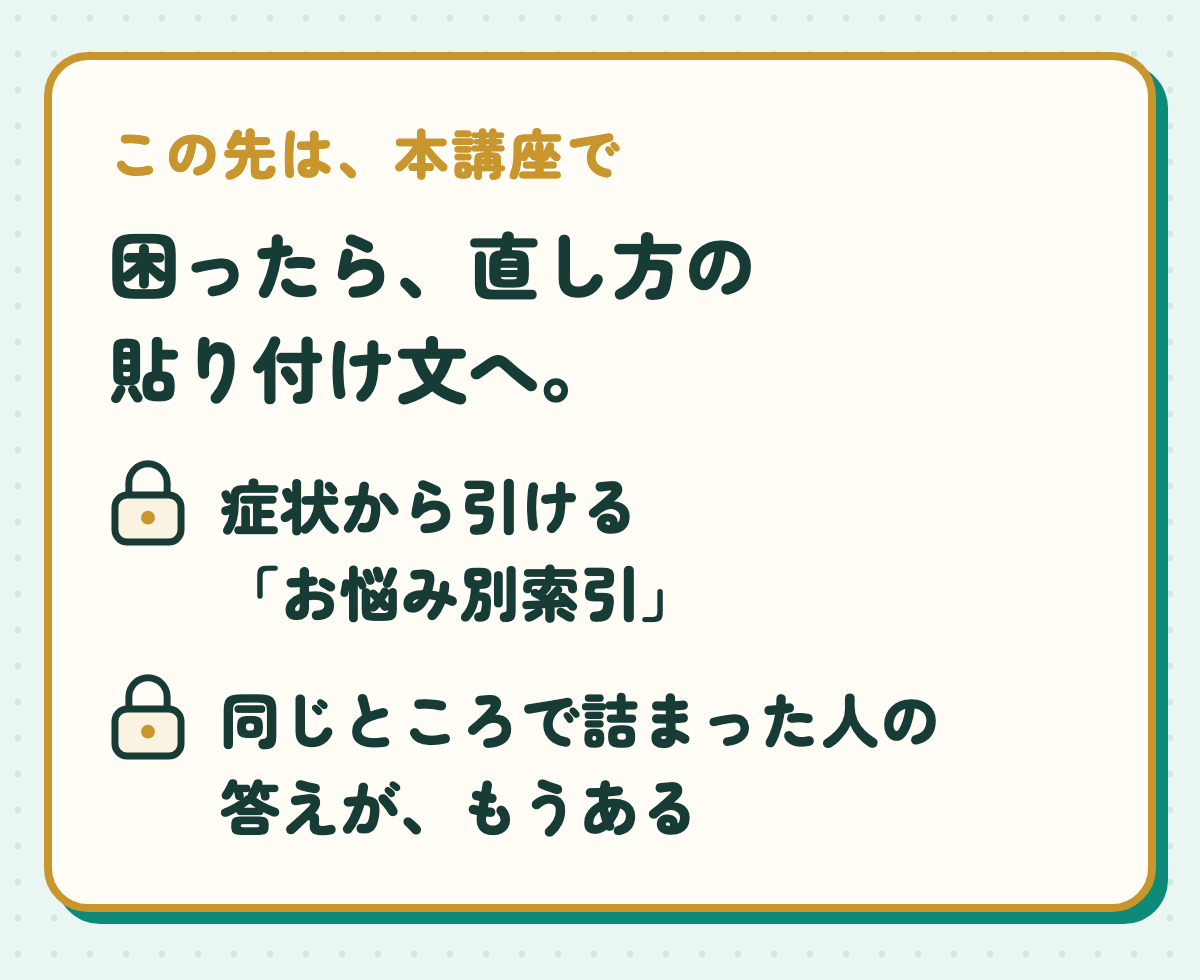 この先は、本講座で
困ったら、直し方の
貼り付け文へ。
症状から引ける
「お悩み別索引」
同じところで詰まった人の
答えが、もうある